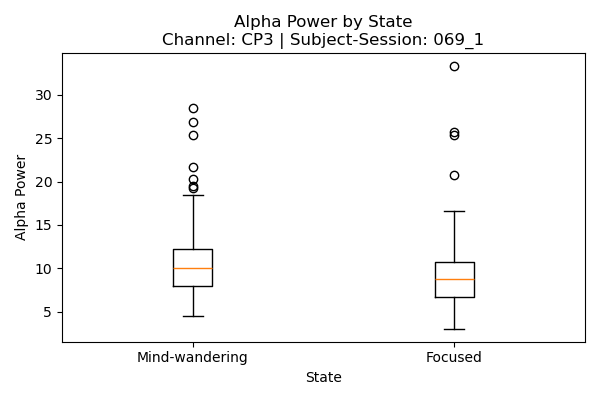 Alpha Power by State
Channel: CP3 | Subject-Session: 069_1
Alpha Power
30
25
20
15
10
5
Mind-wandering
Focused
State